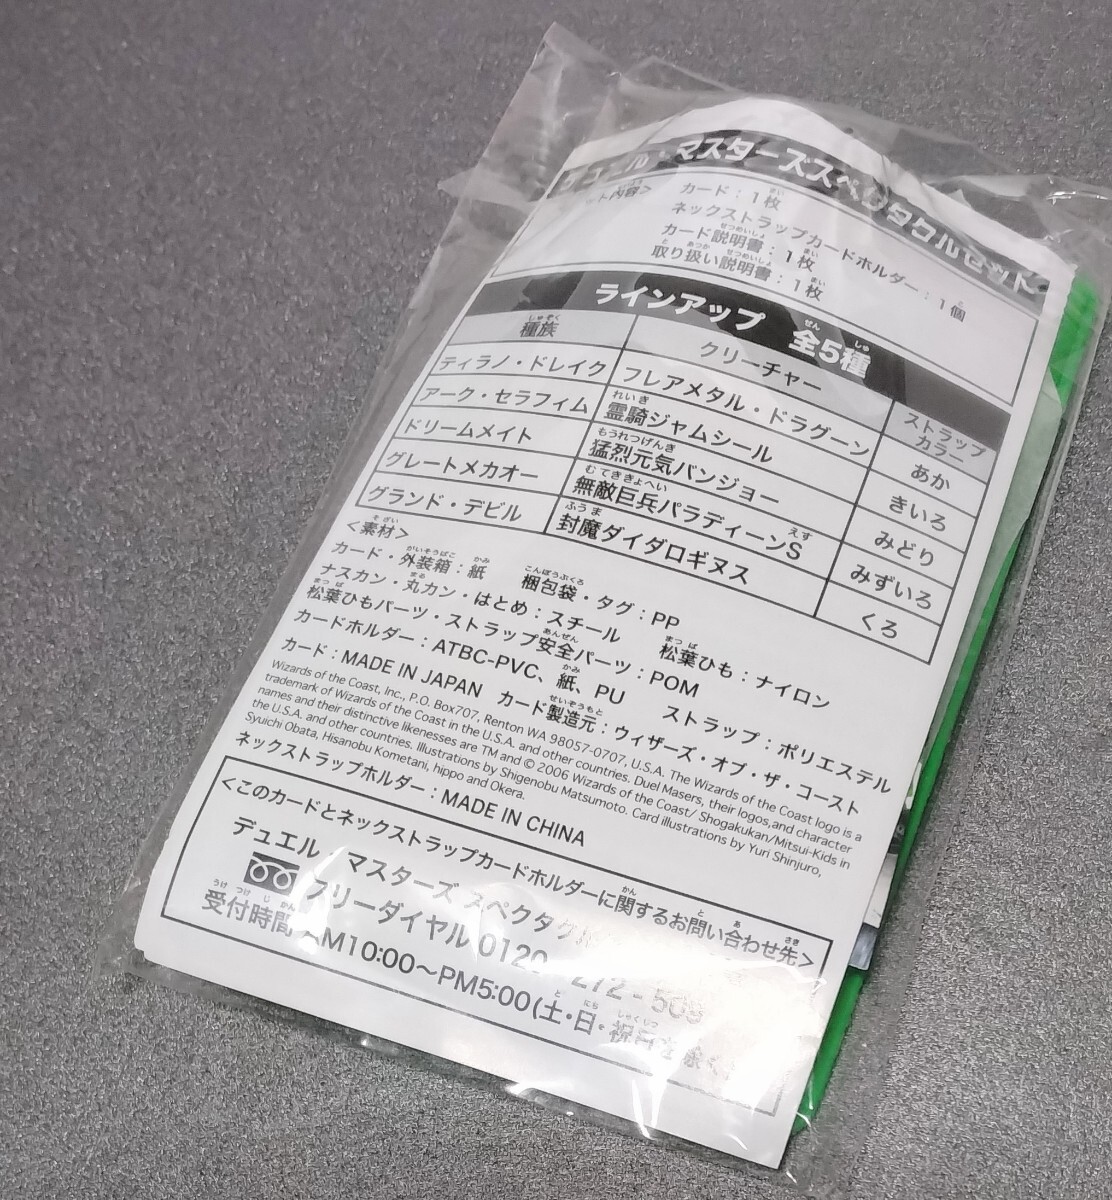 デュエル・マスターズスペクタクルセット
内容>
カード：1枚
ネックストラップカードホルダー：1個
カード説明書：1枚
取り扱い説明書：1枚
ラインアップ 全5種
種族 クリーチャー ストラップカラー
ティラノ・ドレイク フレアメタル・ドラグーン あか
アーク・セラフィム 霊騎ジャムシール きいろ
ドリームメイト 猛烈元気バンジョー みどり
グレートメカオー 無敵巨兵パラディーンS みずいろ
グランド・デビル 封魔ダイダロギヌス くろ
<素材>
カード・外装箱：紙 梱包袋・タグ：PP
ナスカン・丸カン・はとめ：スチール 松葉ひも：ナイロン
松葉ひもパーツ・ストラップ安全パーツ：POM
カードホルダー：ATBC-PVC、紙、PU ストラップ：ポリエステル
カード：MADE IN JAPAN カード製造元：ウィザーズ・オブ・ザ・コースト
Wizards of the Coast, Inc., P.O. Box707, Renton WA 98057-0707, U.S.A. The Wizards of the Coast logo is a
trademark of Wizards of the Coast in the U.S.A. and other countries. Duel Masers, their logos,and character
names and their distinctive likenesses are TM and © 2006 Wizards of the Coast/ Shogakukan/Mitsui-Kids in
the U.S.A. and other countries. Illustrations by Shigenobu Matsumoto. Card illustrations by Yuri Shinjuro,
Syuichi Obata, Hisanobu Kometani, hippo and Okera.
ネックストラップホルダー：MADE IN CHINA
<このカードとネックストラップカードホルダーに関するお問い合わせ先>
デュエル・マスターズ スペクタク
フリーダイヤル 0120-272-50
受付時間 AM10:00〜PM5:00(土・日・祝日を除く